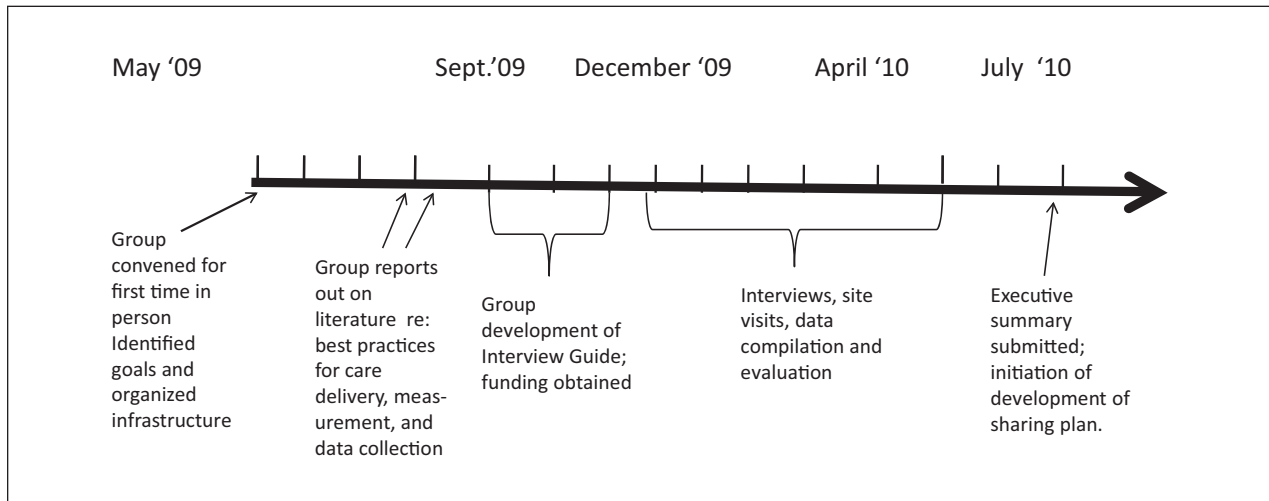 May ‘09 Sept.’09 December ‘09 April ‘10 July ‘10
Group
convened for
first time in
person
Identified
goals and
organized
infrastructure
Group reports
out on
literature re:
best practices
for care
delivery, meas-
urement, and
data collection
Group
development of
Interview Guide;
funding obtained
Interviews, site
visits, data
compilation and
evaluation
Executive
summary
submitted;
initiation of
development of
sharing plan.